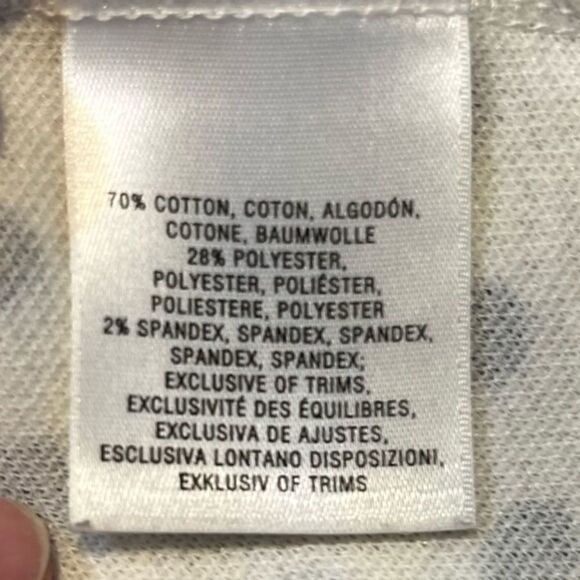 70% COTTON, COTON, ALGODÓN,
COTONE, BAUMWOLLE
28% POLYESTER,
POLYESTER, POLIÉSTER,
POLIESTERE, POLYESTER
2% SPANDEX, SPANDEX, SPANDEX,
SPANDEX, SPANDEX;
EXCLUSIVE OF TRIMS,
EXCLUSIVITÉ DES ÉQUILIBRES,
EXCLUSIVA DE AJUSTES,
ESCLUSIVA LONTANO DISPOSIZIONI,
EXKLUSIV OF TRIMS